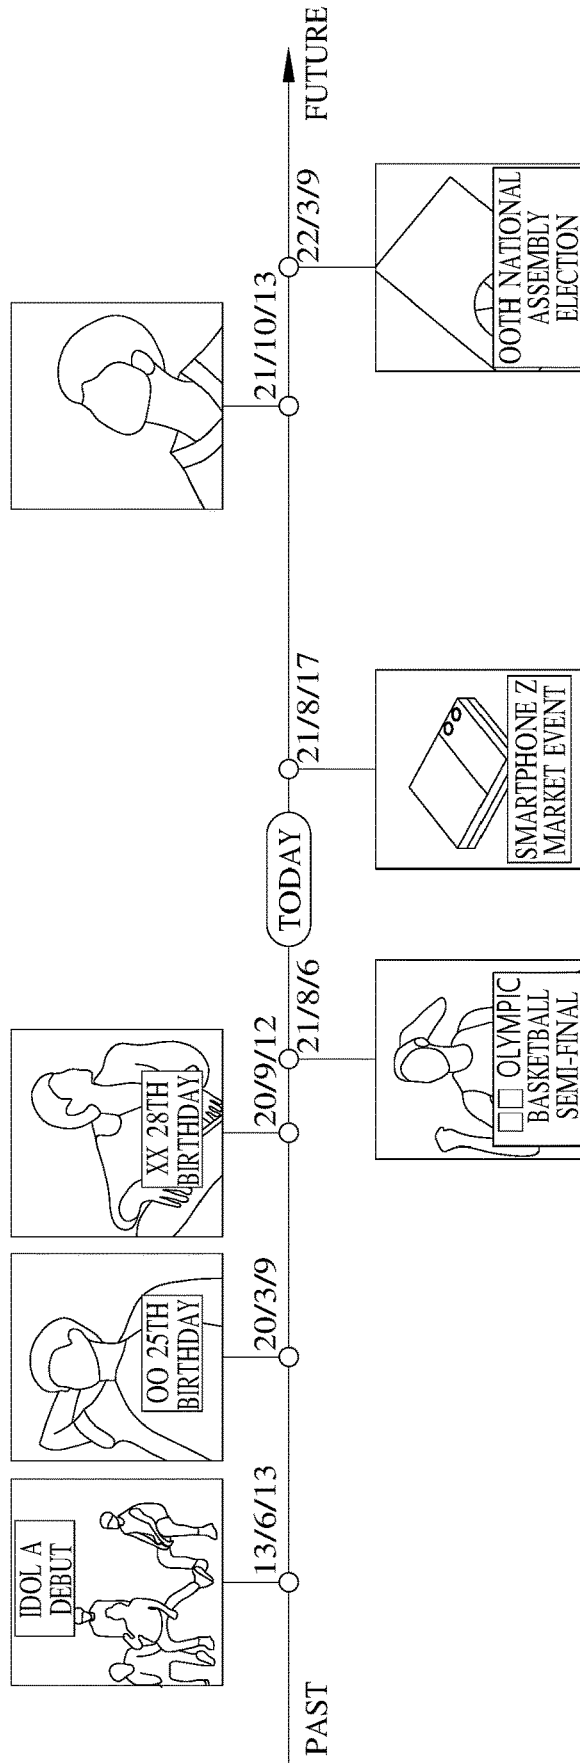 IDOL A
DEBUT
OO 25TH
BIRTHDAY
XX 28TH
BIRTHDAY
13/6/13
20/3/9
20/9/12
21/10/13
PAST
TODAY
FUTURE
21/8/6
21/8/17
22/3/9
□□ OLYMPIC
BASKETBALL
SEMI-FINAL
SMARTPHONE Z
MARKET EVENT
OOTH NATIONAL
ASSEMBLY
ELECTION